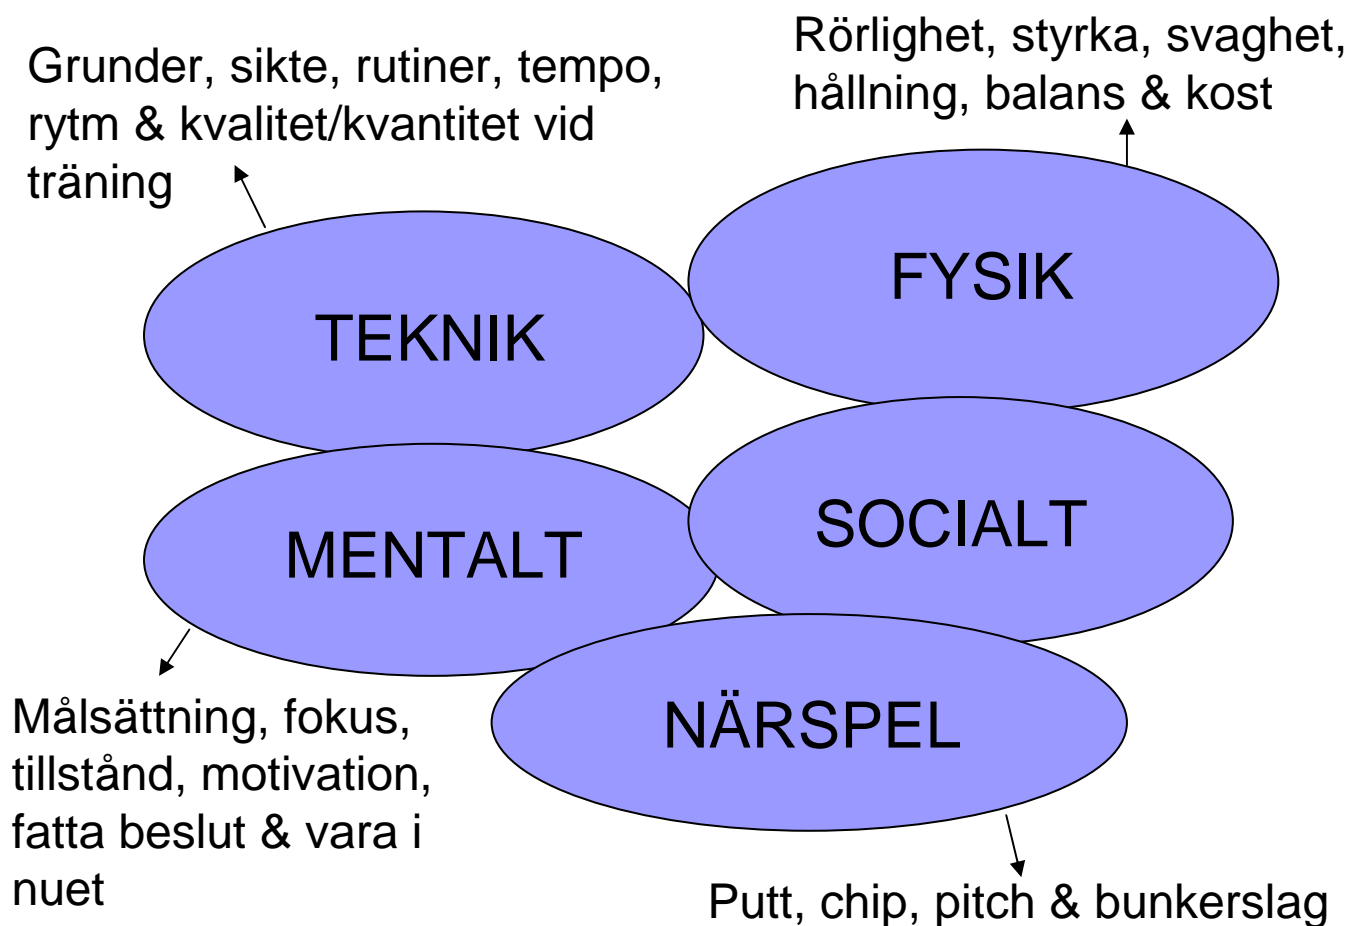 Grunder, sikte, rutiner, tempo,
rytm & kvalitet/kvantitet vid
träning
Rörlighet, styrka, svaghet,
hållning, balans & kost
FYSIK
TEKNIK
SOCIALT
MENTALT
NÄRSPEL
Målsättning, fokus,
tillstånd, motivation,
fatta beslut & vara i
nuet
Putt, chip, pitch & bunkerslag